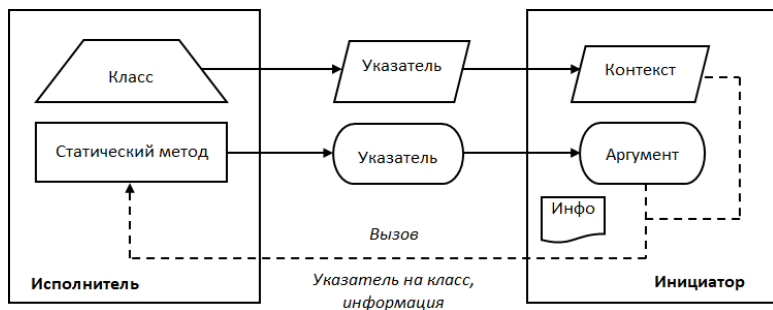 Класс
Указатель
Контекст
Статический метод
Указатель
Аргумент
Инфо
Вызов
Исполнитель
Указатель на класс,
информация
Инициатор